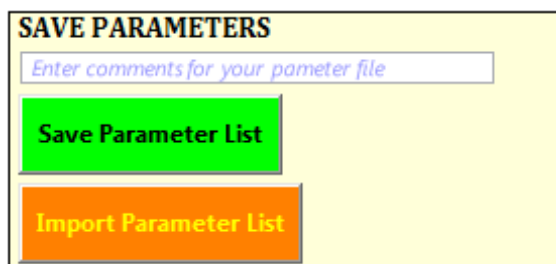 SAVE PARAMETERS
Enter comments for your pameter file
Save Parameter List
Import Parameter List